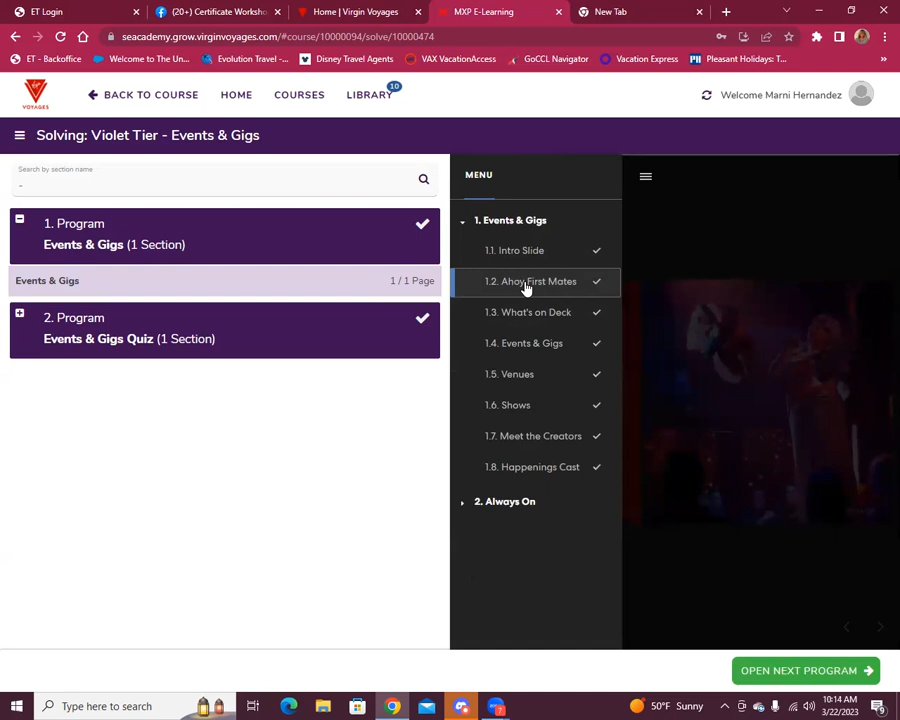 ET Login
(20+) Certificate Worksho
Home | Virgin Voyages
MXP E-Learning
New Tab
seacademy.grow.virginvoyages.com/#course/10000094/solve/10000474
ET - Backoffice
Welcome to The Un...
Evolution Travel -...
Disney Travel Agents
VAX VacationAccess
GoCCL Navigator
Vacation Express
Pleasant Holidays: T...
VOYAGES
BACK TO COURSE
HOME
COURSES
LIBRARY
10
Welcome Marni Hernandez
Solving: Violet Tier - Events & Gigs
Search by section name
-
1. Program
Events & Gigs (1 Section)
Events & Gigs
1 / 1 Page
2. Program
Events & Gigs Quiz (1 Section)
MENU
1. Events & Gigs
1.1. Intro Slide
1.2. Ahoy First Mates
1.3. What's on Deck
1.4. Events & Gigs
1.5. Venues
1.6. Shows
1.7. Meet the Creators
1.8. Happenings Cast
2. Always On
OPEN NEXT PROGRAM
Type here to search
50°F Sunny
10:14 AM
3/22/2023
9